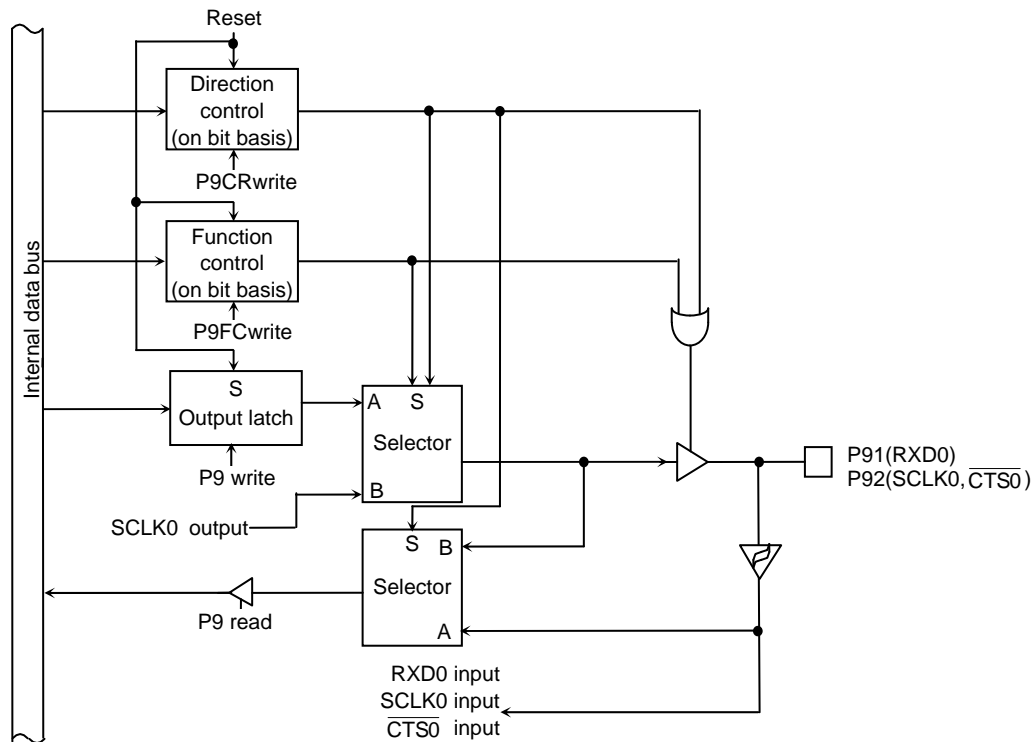 Reset
Direction
control
(on bit basis)
P9CRwrite
Function
control
(on bit basis)
P9FCwrite
Internal data bus
S
Output latch
P9 write
A
S
Selector
B
SCLK0 output
P91(RXD0)
P92(SCLK0, CTS0)
S
B
Selector
A
P9 read
RXD0 input
SCLK0 input
CTS0 input